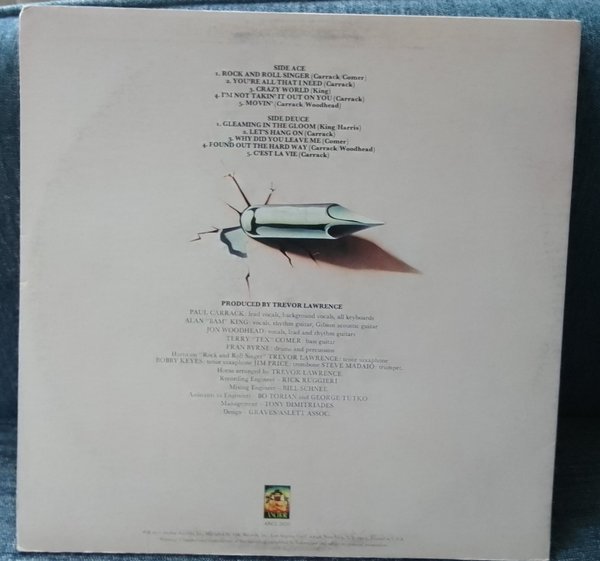 SIDE ACE
1. ROCK AND ROLL SINGER (Carrack/Comer)
2. YOU'RE ALL THAT I NEED (Carrack)
3. CRAZY WORLD (King)
4. I'M NOT TAKIN' IT OUT ON YOU (Carrack)
5. MOVIN' (Carrack/Woodhead)
SIDE DEUCE
1. GLEAMING IN THE GLOOM (King/Harris)
2. LET'S HANG ON (Carrack)
3. WHY DID YOU LEAVE ME (Comer)
4. FOUND OUT THE HARD WAY (Carrack/Woodhead)
5. C'EST LA VIE (Carrack)
PRODUCED BY TREVOR LAWRENCE
PAUL CARRACK: lead vocals, background vocals, all keyboards
ALAN "BAM" KING: vocals, rhythm guitar, Gibson acoustic guitar
JON WOODHEAD: vocals, lead and rhythm guitars
TERRY "TEX" COMER: bass guitar
FRAN BYRNE: drums and percussion
Horns on "Rock and Roll Singer" TREVOR LAWRENCE: tenor saxophone
BOBBY KEYES: tenor saxophone JIM PRICE: trombone STEVE MADAIO: trumpet
Horns arranged by TREVOR LAWRENCE
Recording Engineer – RICK RUGGIERI
Mixing Engineer – BILL SCHNEE
Assistants to Engineers – BO TORIAN and GEORGE TUTKO
Management – TONY DIMITRIADES
Design – GRAVES/ASLETT ASSOC.